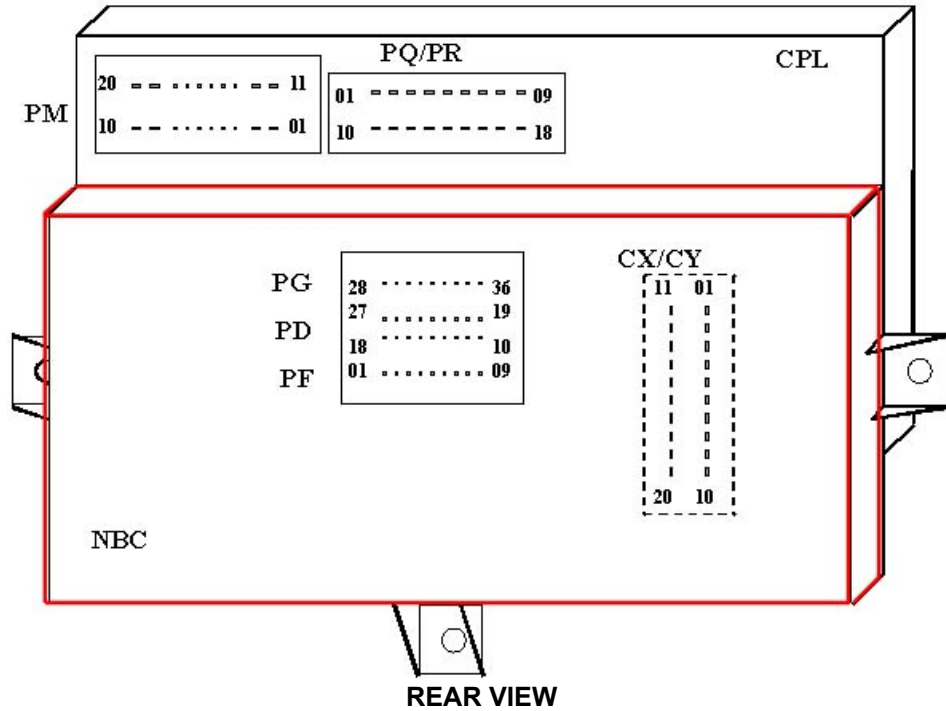 PQ/PR
CPL
20 11
PM
10 01
01 09
10 18
CX/CY
PG
28 36
27 19
PD
18 10
PF
01 09
11 01
20 10
NBC
REAR VIEW